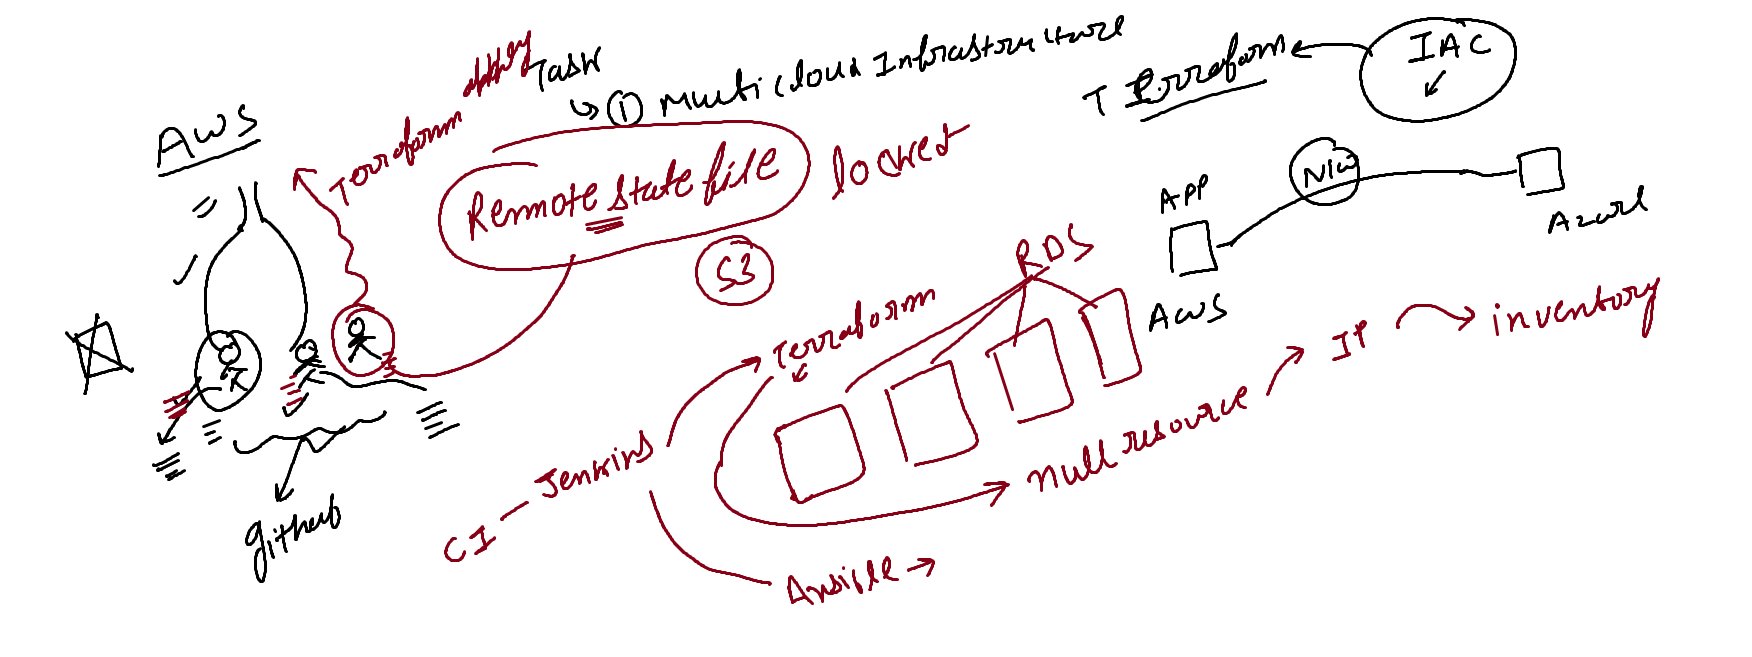 AWS
Terraform apply
Task
① Multicloud Infrastructure
Terraform
IAC
Remote state file
locked
S3
APP
AWS
N/W
Azure
RDS
github
CI
Jenkins
Terraform
Ansible
null resource
IP
inventory